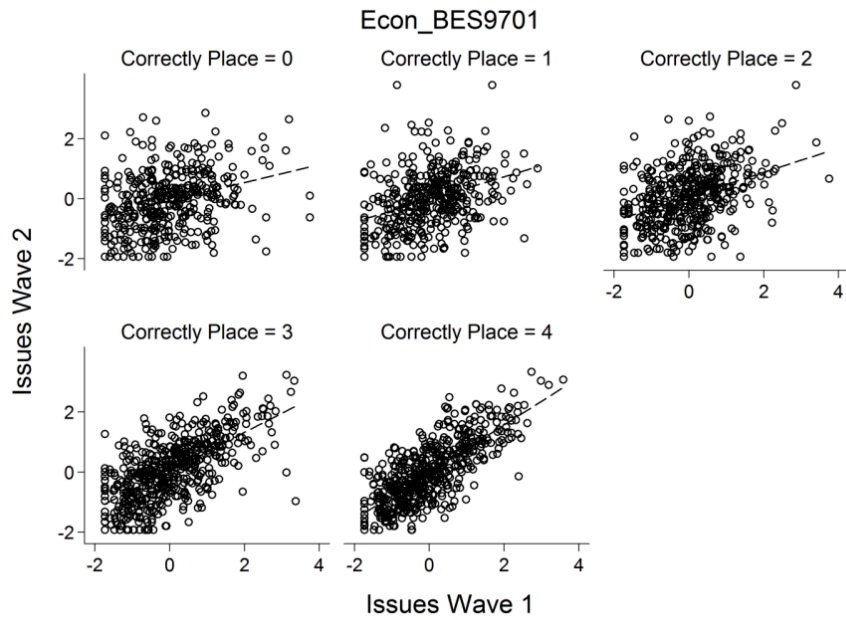 Econ_BES9701
Correctly Place = 0
Correctly Place = 1
Correctly Place = 2
2
0
-2
-2
0
2
4
Correctly Place = 3
Correctly Place = 4
2
0
-2
-2
0
2
4
-2
0
2
4
Issues Wave 2
Issues Wave 1